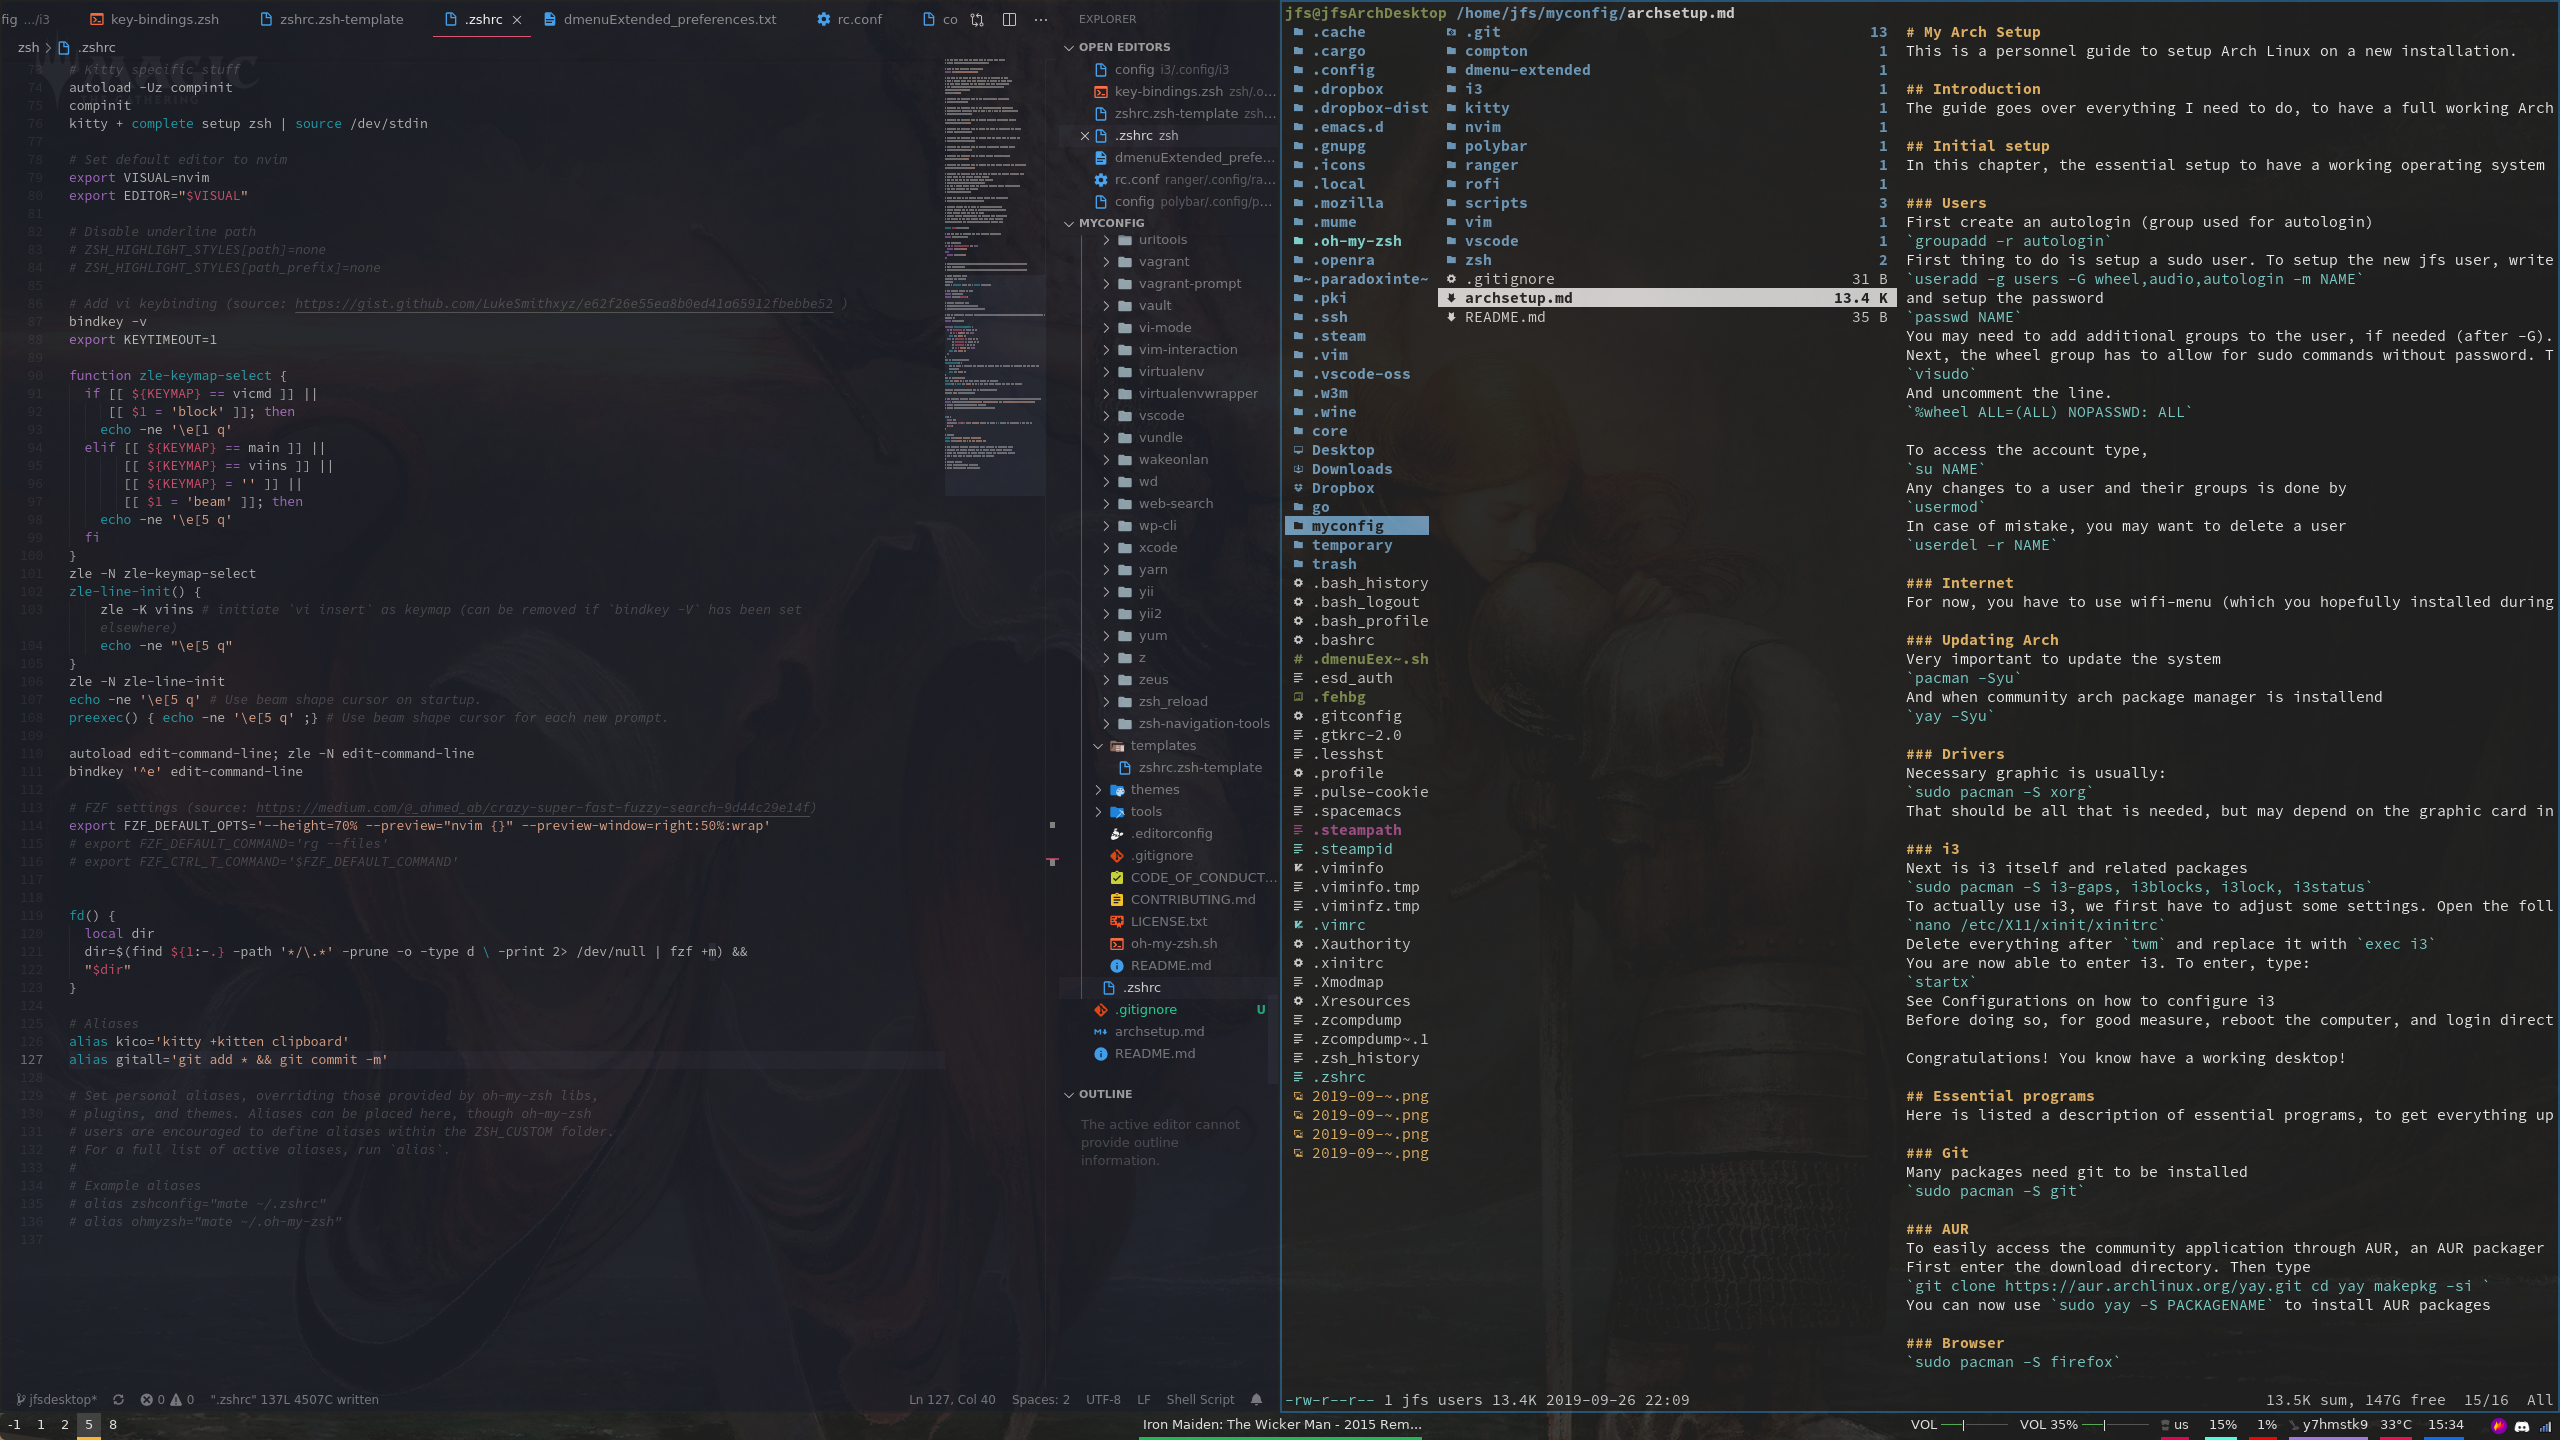 fig .../i3 key-bindings.zsh zshrc.zsh-template .zshrc dmenuExtended_preferences.txt rc.conf co
zsh > .zshrc
73 # Kitty specific stuff
74 autoload -Uz compinit
75 compinit
76 kitty + complete setup zsh | source /dev/stdin
77
78 # Set default editor to nvim
79 export VISUAL=nvim
80 export EDITOR="$VISUAL"
81
82 # Disable underline path
83 # ZSH_HIGHLIGHT_STYLES[path]=none
84 # ZSH_HIGHLIGHT_STYLES[path_prefix]=none
85
86 # Add vi keybinding (source: https://gist.github.com/LukeSmithxyz/e62f26e55ea8b0ed41a65912fbebbe52 )
87 bindkey -v
88 export KEYTIMEOUT=1
89
90 function zle-keymap-select {
91 if [[ ${KEYMAP} == vicmd ]] ||
92 [[ $1 = 'block' ]]; then
93 echo -ne '\e[1 q'
94 elif [[ ${KEYMAP} == main ]] ||
95 [[ ${KEYMAP} == viins ]] ||
96 [[ ${KEYMAP} = '' ]] ||
97 [[ $1 = 'beam' ]]; then
98 echo -ne '\e[5 q'
99 fi
100 }
101 zle -N zle-keymap-select
102 zle-line-init() {
103 zle -K viins # initiate `vi insert` as keymap (can be removed if `bindkey -V` has been set
elsewhere)
104 echo -ne "\e[5 q"
105 }
106 zle -N zle-line-init
107 echo -ne '\e[5 q' # Use beam shape cursor on startup.
108 preexec() { echo -ne '\e[5 q' ;} # Use beam shape cursor for each new prompt.
109
110 autoload edit-command-line; zle -N edit-command-line
111 bindkey '^e' edit-command-line
112
113 # FZF settings (source: https://medium.com/@_ahmed_ab/crazy-super-fast-fuzzy-search-9d44c29e14f)
114 export FZF_DEFAULT_OPTS='--height=70% --preview="nvim {}" --preview-window=right:50%:wrap'
115 # export FZF_DEFAULT_COMMAND='rg --files'
116 # export FZF_CTRL_T_COMMAND='$FZF_DEFAULT_COMMAND'
117
118
119 fd() {
120 local dir
121 dir=$(find ${1:-.} -path '*/\.*' -prune -o -type d \ -print 2> /dev/null | fzf +m) &&
122 "$dir"
123 }
124
125 # Aliases
126 alias kico='kitty +kitten clipboard'
127 alias gitall='git add * && git commit -m'
128
129 # Set personal aliases, overriding those provided by oh-my-zsh libs,
130 # plugins, and themes. Aliases can be placed here, though oh-my-zsh
131 # users are encouraged to define aliases within the ZSH_CUSTOM folder.
132 # For a full list of active aliases, run `alias`.
133 #
134 # Example aliases
135 # alias zshconfig="mate ~/.zshrc"
136 # alias ohmyzsh="mate ~/.oh-my-zsh"
137
jfsdesktop* 0 0 ".zshrc" 137L 4507C written Ln 127, Col 40 Spaces: 2 UTF-8 LF Shell Script
EXPLORER
OPEN EDITORS
config i3/.config/i3
key-bindings.zsh zsh/.o...
zshrc.zsh-template zsh...
.zshrc zsh
dmenuExtended_prefe...
rc.conf ranger/.config/ra...
config polybar/.config/p...
MYCONFIG
uritools
vagrant
vagrant-prompt
vault
vi-mode
vim-interaction
virtualenv
virtualenvwrapper
vscode
vundle
wakeonlan
wd
web-search
wp-cli
xcode
yarn
yii
yii2
yum
z
zeus
zsh_reload
zsh-navigation-tools
templates
zshrc.zsh-template
themes
tools
.editorconfig
.gitignore
CODE_OF_CONDUCT...
CONTRIBUTING.md
LICENSE.txt
oh-my-zsh.sh
README.md
.zshrc
.gitignore U
archsetup.md
README.md
OUTLINE
The active editor cannot
provide outline
information.
jfs@jfsArchDesktop /home/jfs/myconfig/archsetup.md
.cache
.cargo
.config
.dropbox
.dropbox-dist
.emacs.d
.gnupg
.icons
.local
.mozilla
.mume
.oh-my-zsh
.openra
~.paradoxinte~
.pki
.ssh
.steam
.vim
.vscode-oss
.w3m
.wine
core
Desktop
Downloads
Dropbox
go
myconfig
temporary
trash
.bash_history
.bash_logout
.bash_profile
.bashrc
# .dmenuEex~.sh
.esd_auth
.fehbg
.gitconfig
.gtkrc-2.0
.lesshst
.profile
.pulse-cookie
.spacemacs
.steampath
.steampid
.viminfo
.viminfo.tmp
.viminfz.tmp
.vimrc
.Xauthority
.xinitrc
.Xmodmap
.Xresources
.zcompdump
.zcompdump~.1
.zsh_history
.zshrc
2019-09-~.png
2019-09-~.png
2019-09-~.png
2019-09-~.png
.git 13
compton 1
dmenu-extended 1
i3 1
kitty 1
nvim 1
polybar 1
ranger 1
rofi 1
scripts 3
vim 1
vscode 1
zsh 2
.gitignore 31 B
archsetup.md 13.4 K
README.md 35 B
# My Arch Setup
This is a personnel guide to setup Arch Linux on a new installation.
## Introduction
The guide goes over everything I need to do, to have a full working Arch
## Initial setup
In this chapter, the essential setup to have a working operating system
### Users
First create an autologin (group used for autologin)
`groupadd -r autologin`
First thing to do is setup a sudo user. To setup the new jfs user, write
`useradd -g users -G wheel,audio,autologin -m NAME`
and setup the password
`passwd NAME`
You may need to add additional groups to the user, if needed (after -G).
Next, the wheel group has to allow for sudo commands without password. T
`visudo`
And uncomment the line.
`%wheel ALL=(ALL) NOPASSWD: ALL`
To access the account type,
`su NAME`
Any changes to a user and their groups is done by
`usermod`
In case of mistake, you may want to delete a user
`userdel -r NAME`
### Internet
For now, you have to use wifi-menu (which you hopefully installed during
### Updating Arch
Very important to update the system
`pacman -Syu`
And when community arch package manager is installend
`yay -Syu`
### Drivers
Necessary graphic is usually:
`sudo pacman -S xorg`
That should be all that is needed, but may depend on the graphic card in
### i3
Next is i3 itself and related packages
`sudo pacman -S i3-gaps, i3blocks, i3lock, i3status`
To actually use i3, we first have to adjust some settings. Open the foll
`nano /etc/X11/xinit/xinitrc`
Delete everything after `twm` and replace it with `exec i3`
You are now able to enter i3. To enter, type:
`startx`
See Configurations on how to configure i3
Before doing so, for good measure, reboot the computer, and login direct
Congratulations! You know have a working desktop!
## Essential programs
Here is listed a description of essential programs, to get everything up
### Git
Many packages need git to be installed
`sudo pacman -S git`
### AUR
To easily access the community application through AUR, an AUR packager
First enter the download directory. Then type
`git clone https://aur.archlinux.org/yay.git cd yay makepkg -si `
You can now use `sudo yay -S PACKAGENAME` to install AUR packages
### Browser
`sudo pacman -S firefox`
-rw-r--r-- 1 jfs users 13.4K 2019-09-26 22:09 13.5K sum, 147G free 15/16 All
-1 1 2 5 8 Iron Maiden: The Wicker Man - 2015 Rem... VOL VOL 35% us 15% 1% y7hmstk9 33°C 15:34